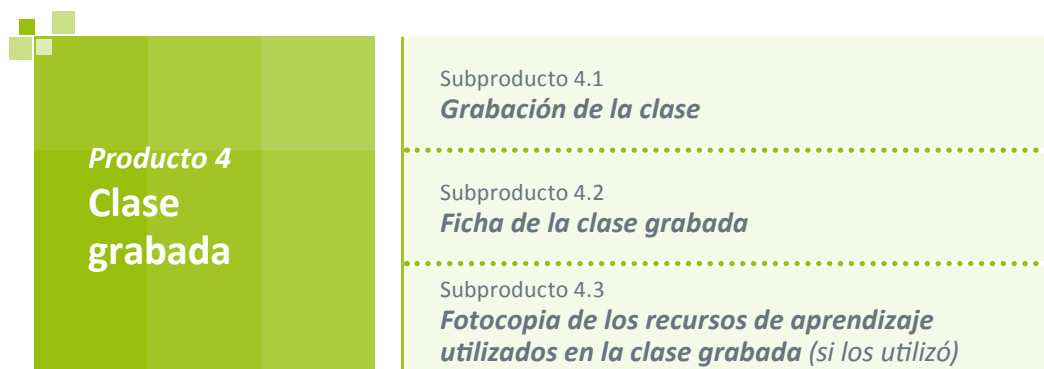 Producto 4
Clase
grabada
Subproducto 4.1
Grabación de la clase
Subproducto 4.2
Ficha de la clase grabada
Subproducto 4.3
Fotocopia de los recursos de aprendizaje
utilizados en la clase grabada (si los utilizó)